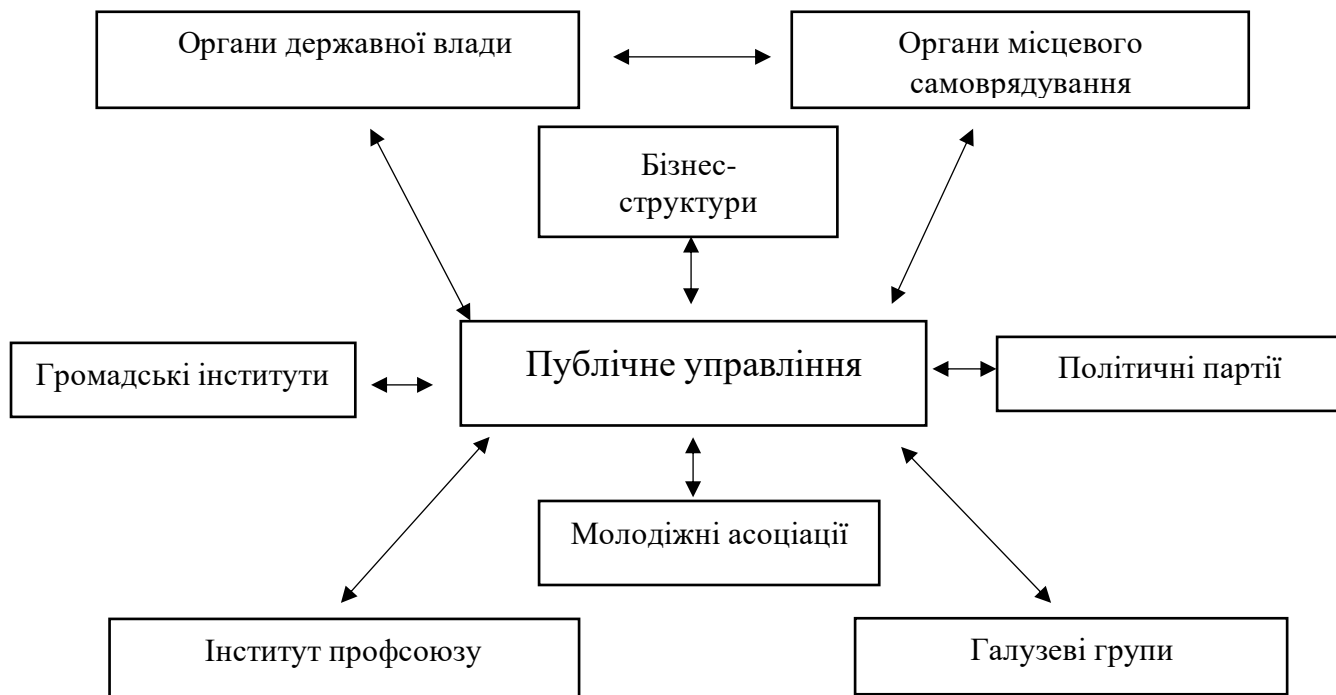 Органи державної влади
Органи місцевого
самоврядування
Бізнес-
структури
Громадські інститути
Публічне управління
Політичні партії
Молодіжні асоціації
Інститут профсоюзу
Галузеві групи